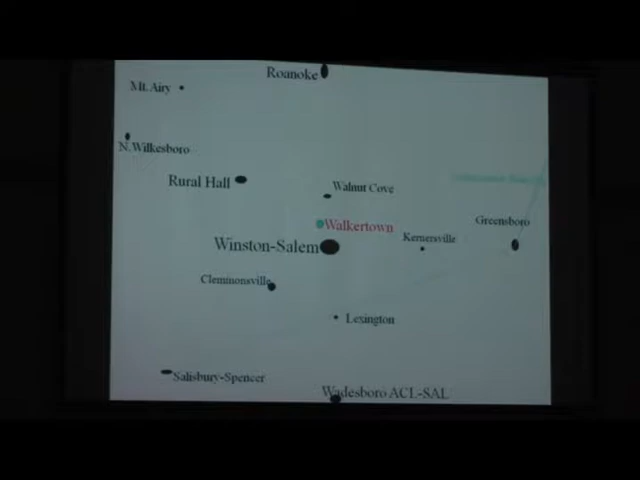 Roanoke
Mt. Airy
N. Wilkesboro
Rural Hall
Walnut Cove
Walkertown
Greensboro
Kernersville
Winston-Salem
Clemmonsville
Lexington
Salisbury-Spencer
Wadesboro ACL-SAL